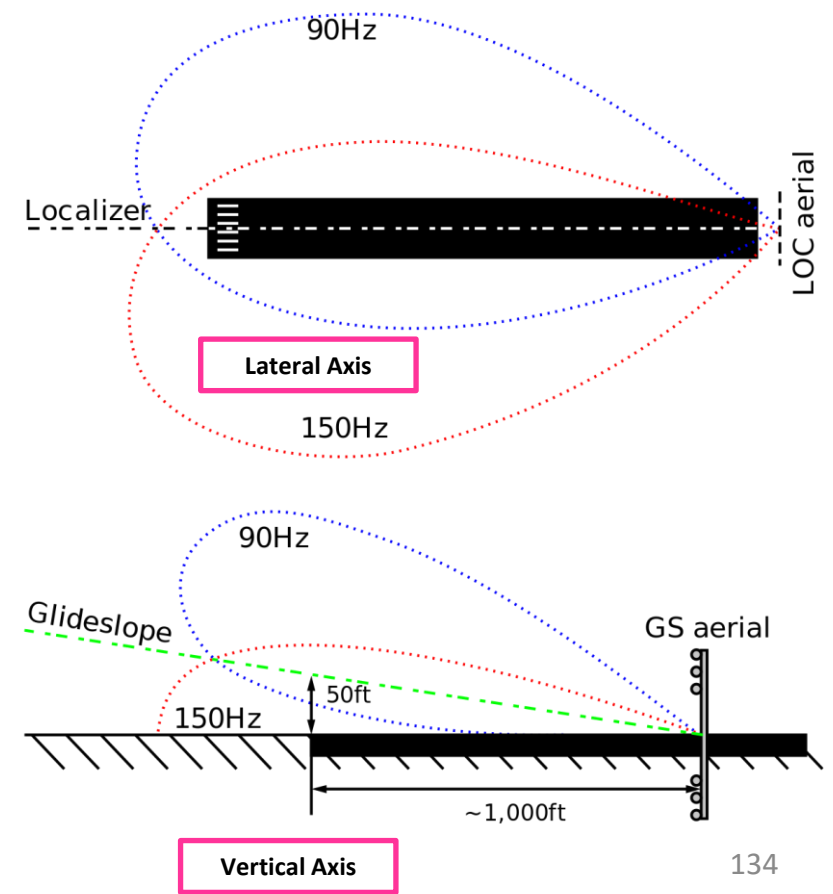 90Hz
Localizer
LOC aerial
Lateral Axis
150Hz
90Hz
Glideslope
GS aerial
50ft
150Hz
~1,000ft
Vertical Axis
134